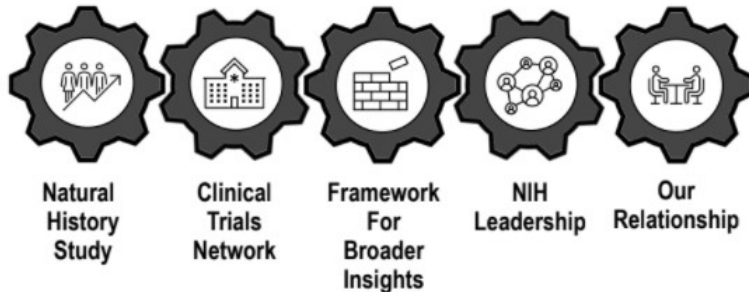 Natural
History
Study
Clinical
Trials
Network
Framework
For
Broader
Insights
NIH
Leadership
Our
Relationship